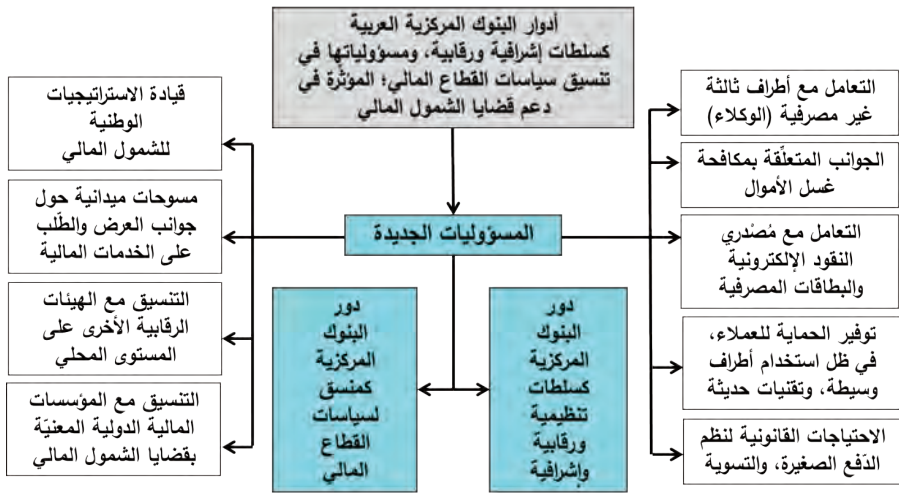 أدوار البنوك المركزية العربية
كسلطات إشرافية ورقابية، ومسؤولياتها في
تنسيق سياسات القطاع المالي؛ المؤثّرة في
دعم قضايا الشمول المالي
التعامل مع أطراف ثالثة
غير مصرفية (الوكلاء)
الجوانب المتعلّقة بمكافحة
غسل الأموال
التعامل مع مُصْدري
النقود الإلكترونية
والبطاقات المصرفية
توفير الحماية للعملاء،
في ظل استخدام أطراف
وسيطة، وتقنيات حديثة
الاحتياجات القانونية لنظم
الدَفع الصغيرة، والتسوية
المسؤوليات الجديدة
دور
البنوك
المركزية
كسلطات
تنظيمية
ورقابية
وإشرافية
دور
البنوك
المركزية
كمنسق
لسياسات
القطاع
المالي
قيادة الاستراتيجيات
الوطنية
للشمول المالي
مسوحات ميدانية حول
جوانب العرض والطّلب
على الخدمات المالية
التنسيق مع الهيئات
الرقابية الأخرى على
المستوى المحلي
التنسيق مع المؤسسات
المالية الدولية المعنيّة
بقضايا الشمول المالي